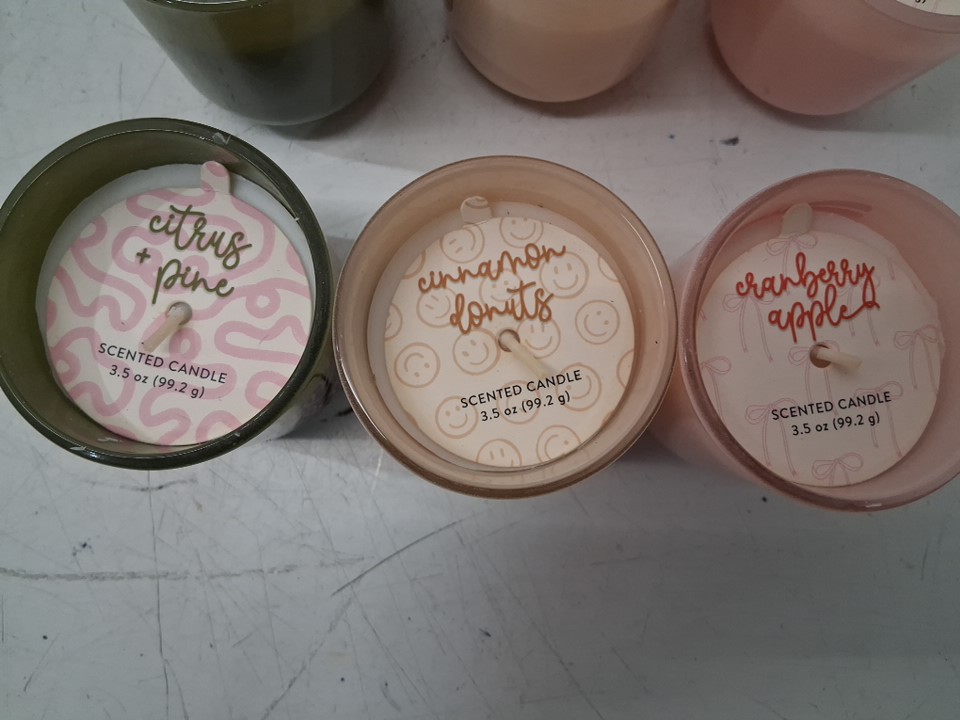 citrus
+ pine
SCENTED CANDLE
3.5 oz (99.2 g)
cinnamon
donuts
SCENTED CANDLE
3.5 oz (99.2 g)
cranberry
apple
SCENTED CANDLE
3.5 oz (99.2 g)